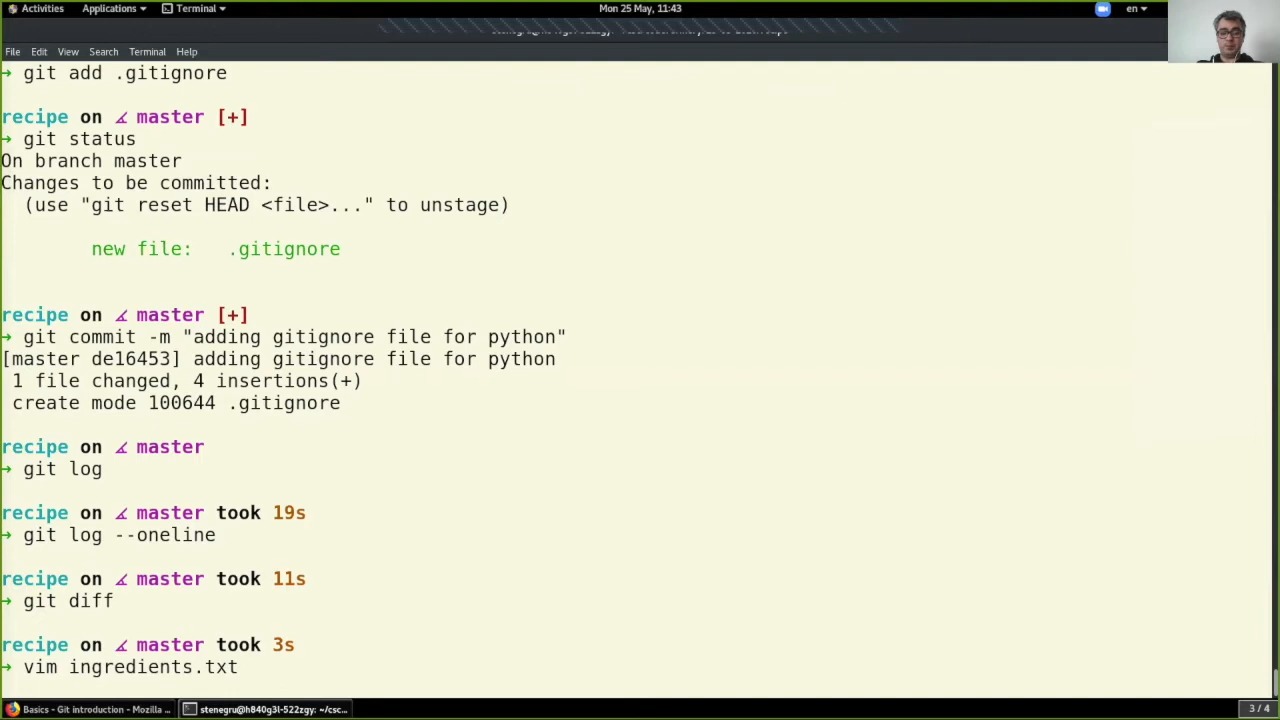 Activities Applications Terminal Mon 25 May, 11:43 en
File Edit View Search Terminal Help
→ git add .gitignore
recipe on master [+]
→ git status
On branch master
Changes to be committed:
(use "git reset HEAD <file>..." to unstage)
new file: .gitignore
recipe on master [+]
→ git commit -m "adding gitignore file for python"
[master de16453] adding gitignore file for python
1 file changed, 4 insertions(+)
create mode 100644 .gitignore
recipe on master
→ git log
recipe on master took 19s
→ git log --oneline
recipe on master took 11s
→ git diff
recipe on master took 3s
→ vim ingredients.txt
Basics - Git introduction - Mozilla ... stenegru@h840g3l-522zgy: ~/csc... 3 / 4